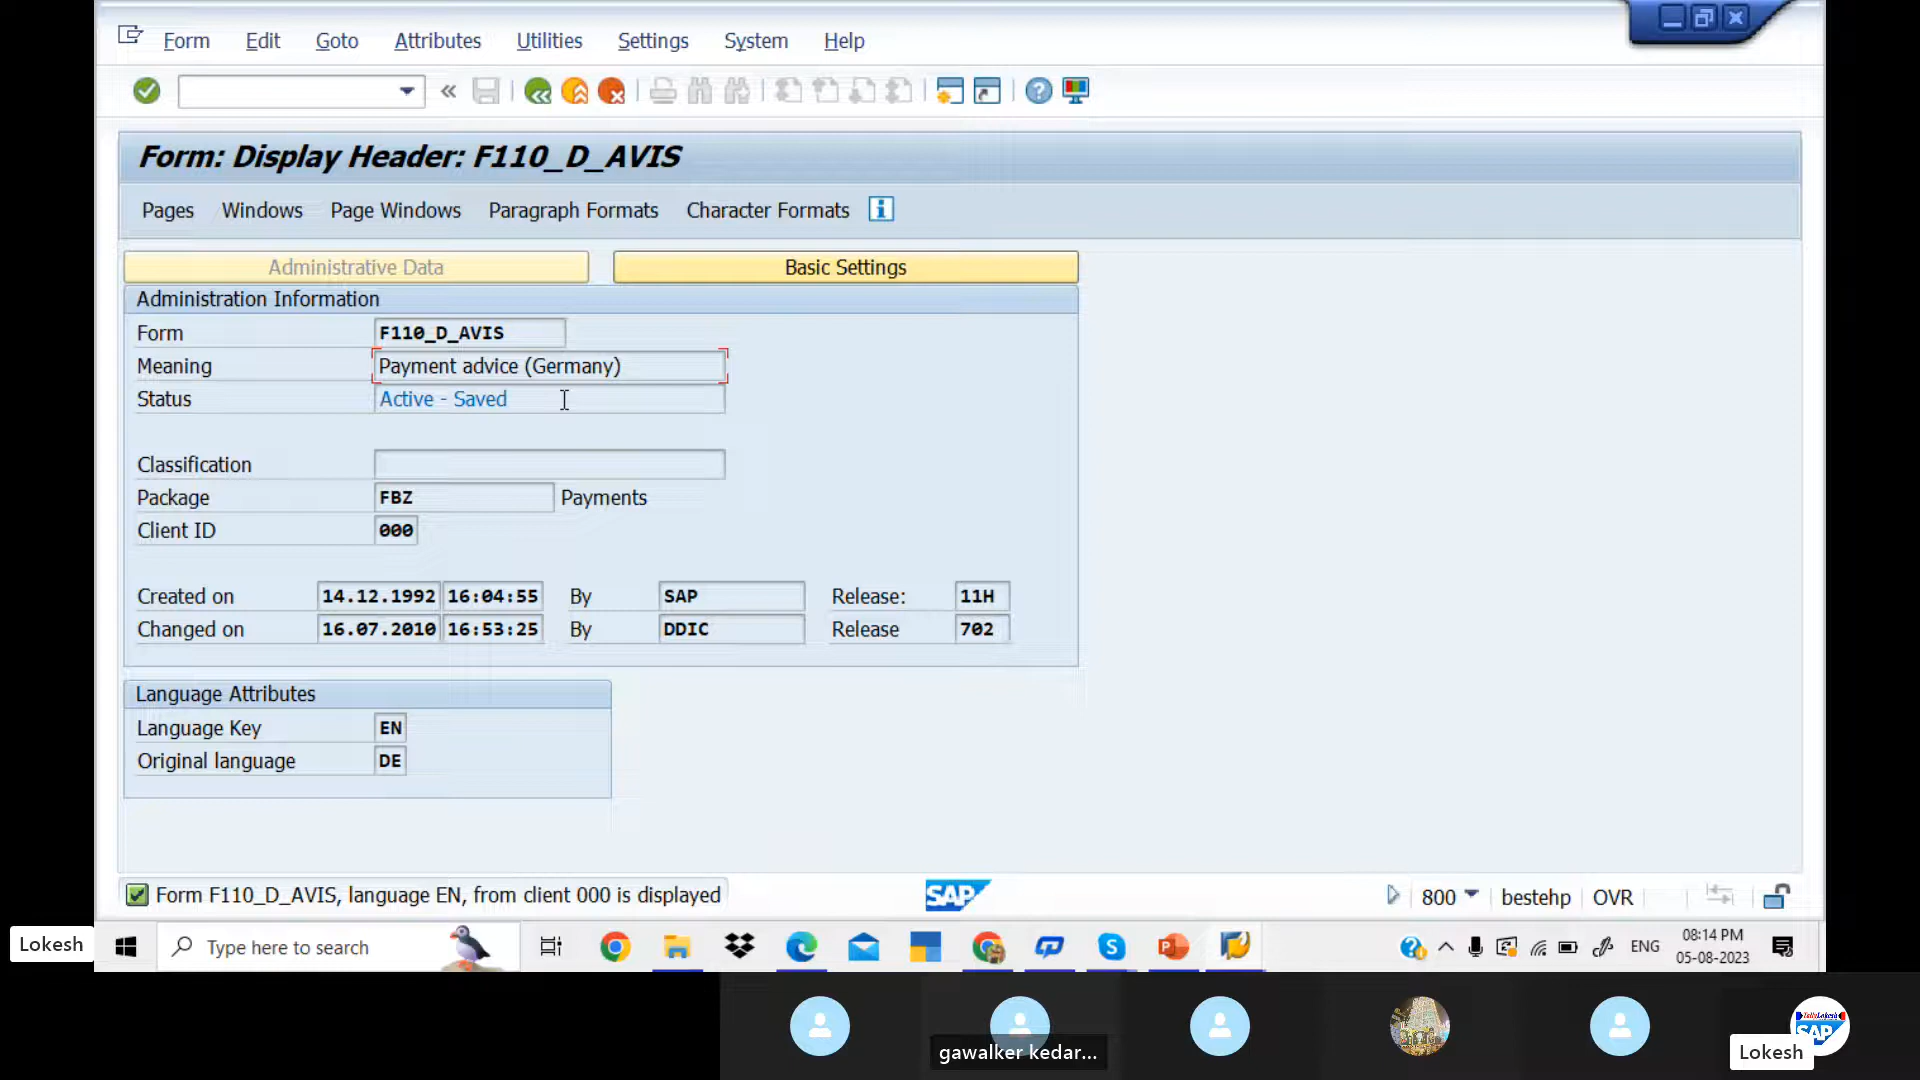 Form Edit Goto Attributes Utilities Settings System Help
«
Form: Display Header: F110_D_AVIS
Pages Windows Page Windows Paragraph Formats Character Formats
Administrative Data Basic Settings
Administration Information
Form F110_D_AVIS
Meaning Payment advice (Germany)
Status Active - Saved
Classification
Package FBZ Payments
Client ID 000
Created on 14.12.1992 16:04:55 By SAP Release: 11H
Changed on 16.07.2010 16:53:25 By DDIC Release 702
Language Attributes
Language Key EN
Original language DE
Form F110_D_AVIS, language EN, from client 000 is displayed
SAP
800 bestehp OVR
Lokesh
Type here to search
ENG
08:14 PM
05-08-2023
gawalker kedar...
SAP
Lokesh